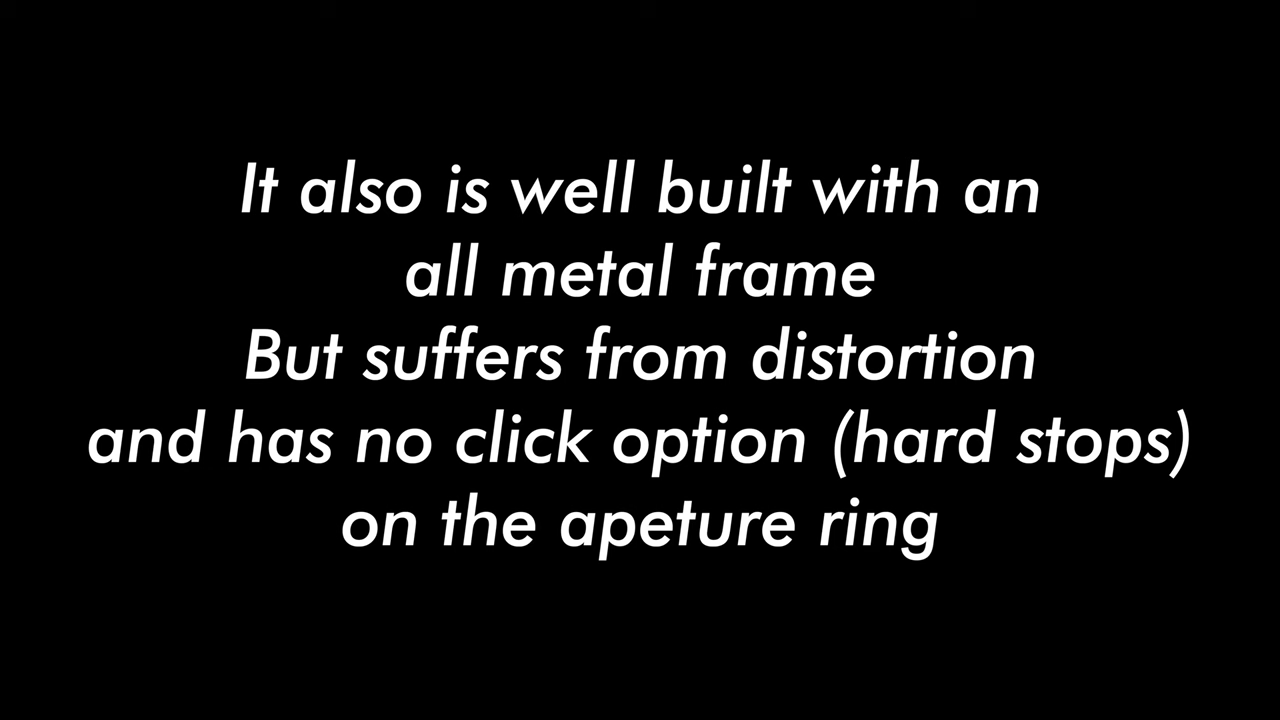 It also is well built with an
all metal frame
But suffers from distortion
and has no click option (hard stops)
on the apeture ring